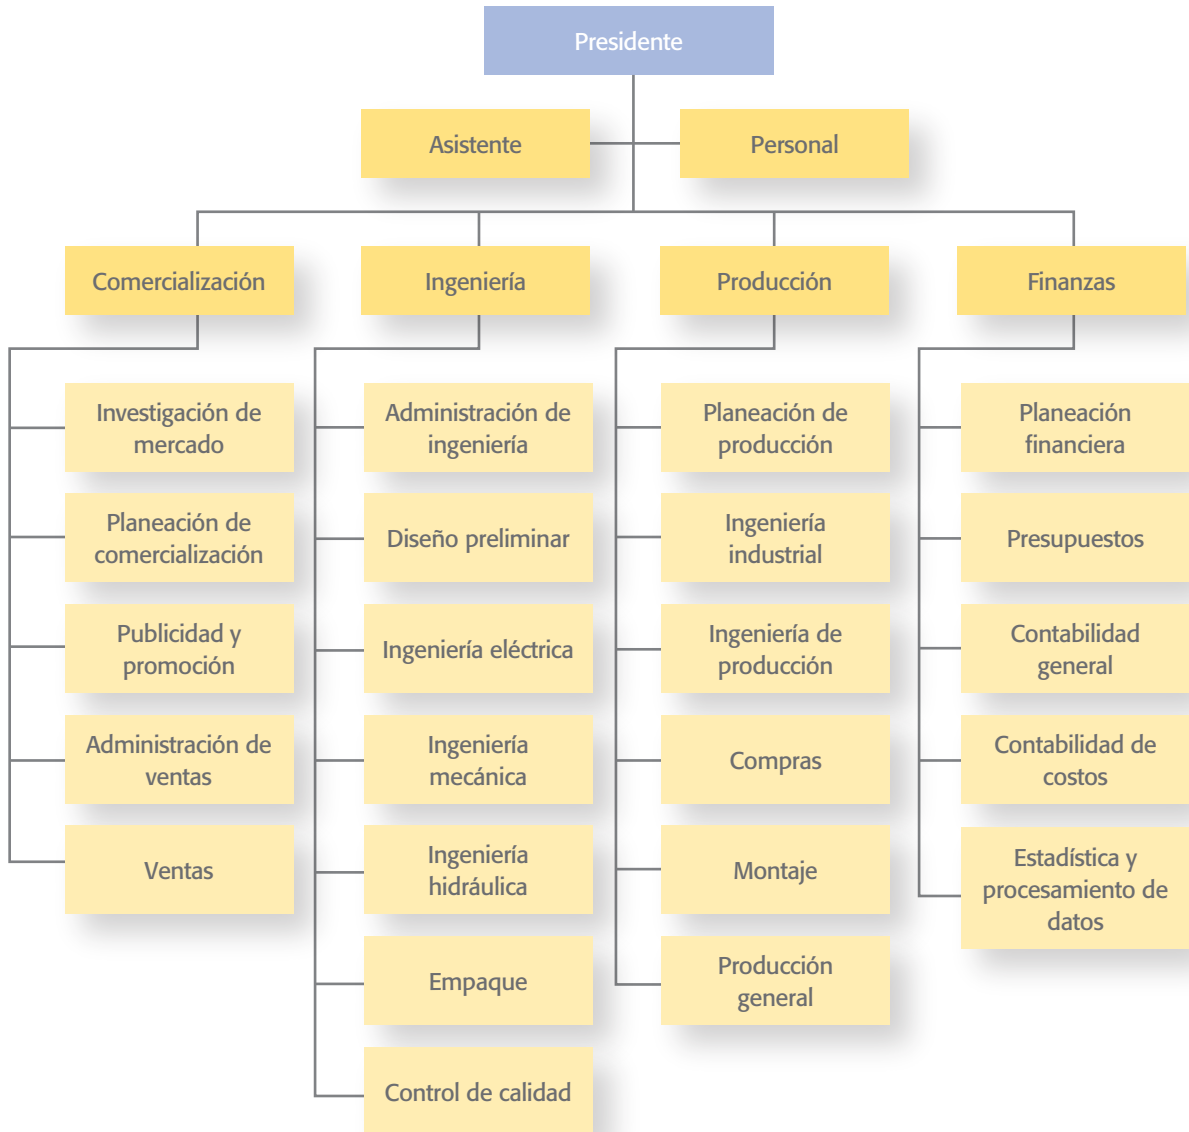 Presidente
Asistente
Personal
Comercialización
Ingeniería
Producción
Finanzas
Investigación de
mercado
Planeación de
comercialización
Publicidad y
promoción
Administración de
ventas
Ventas
Administración de
ingeniería
Diseño preliminar
Ingeniería eléctrica
Ingeniería
mecánica
Ingeniería
hidráulica
Empaque
Control de calidad
Planeación de
producción
Ingeniería
industrial
Ingeniería de
producción
Compras
Montaje
Producción
general
Planeación
financiera
Presupuestos
Contabilidad
general
Contabilidad de
costos
Estadística y
procesamiento de
datos